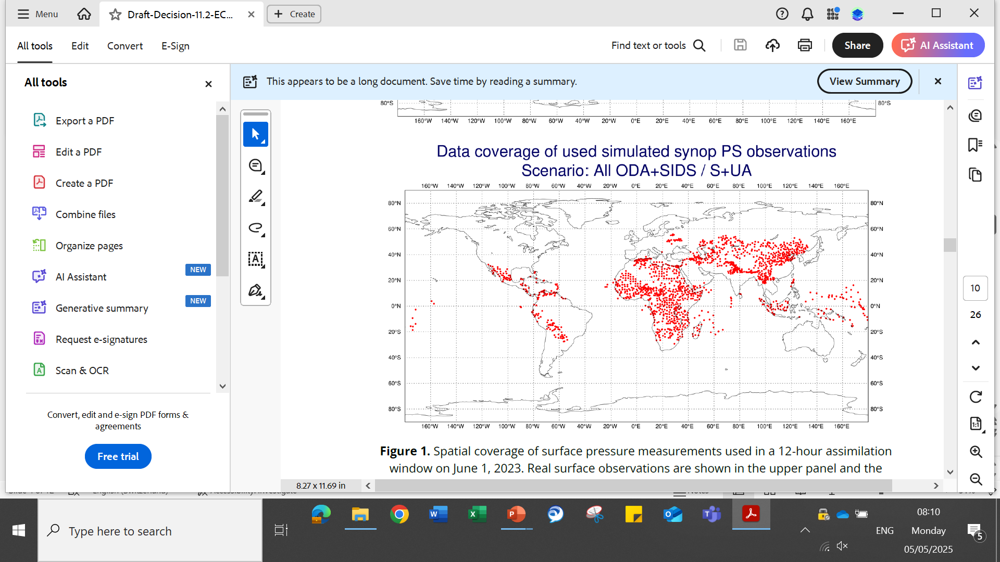 Menu
Draft-Decision-11.2-EC...
Create
All tools
Edit
Convert
E-Sign
Find text or tools
Share
AI Assistant
All tools
Export a PDF
Edit a PDF
Create a PDF
Combine files
Organize pages
AI Assistant
NEW
Generative summary
NEW
Request e-signatures
Scan & OCR
Convert, edit and e-sign PDF forms &
agreements
Free trial
This appears to be a long document. Save time by reading a summary.
View Summary
80°S 80°S
160°W 140°W 120°W 100°W 80°W 60°W 40°W 20°W 0°E 20°E 40°E 60°E 80°E 100°E 120°E 140°E 160°E
Data coverage of used simulated synop PS observations
Scenario: All ODA+SIDS / S+UA
160°W 140°W 120°W 100°W 80°W 60°W 40°W 20°W 0°E 20°E 40°E 60°E 80°E 100°E 120°E 140°E 160°E
80°N 80°N
60°N 60°N
40°N 40°N
20°N 20°N
0°N 0°N
20°S 20°S
40°S 40°S
60°S 60°S
80°S 80°S
160°W 140°W 120°W 100°W 80°W 60°W 40°W 20°W 0°E 20°E 40°E 60°E 80°E 100°E 120°E 140°E 160°E
Figure 1. Spatial coverage of surface pressure measurements used in a 12-hour assimilation
window on June 1, 2023. Real surface observations are shown in the upper panel and the
8.27 x 11.69 in
10
26
1:1
Type here to search
ENG
08:10
Monday
05/05/2025
5